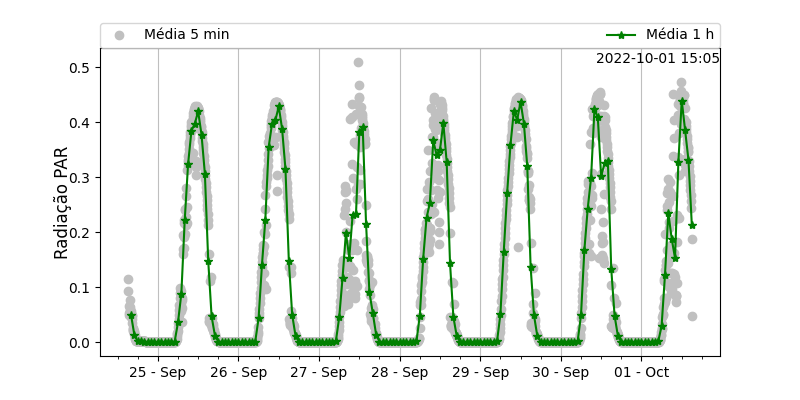 Média 5 min
Média 1 h
2022-10-01 15:05
Radiação PAR
0.5
0.4
0.3
0.2
0.1
0.0
25 - Sep
26 - Sep
27 - Sep
28 - Sep
29 - Sep
30 - Sep
01 - Oct